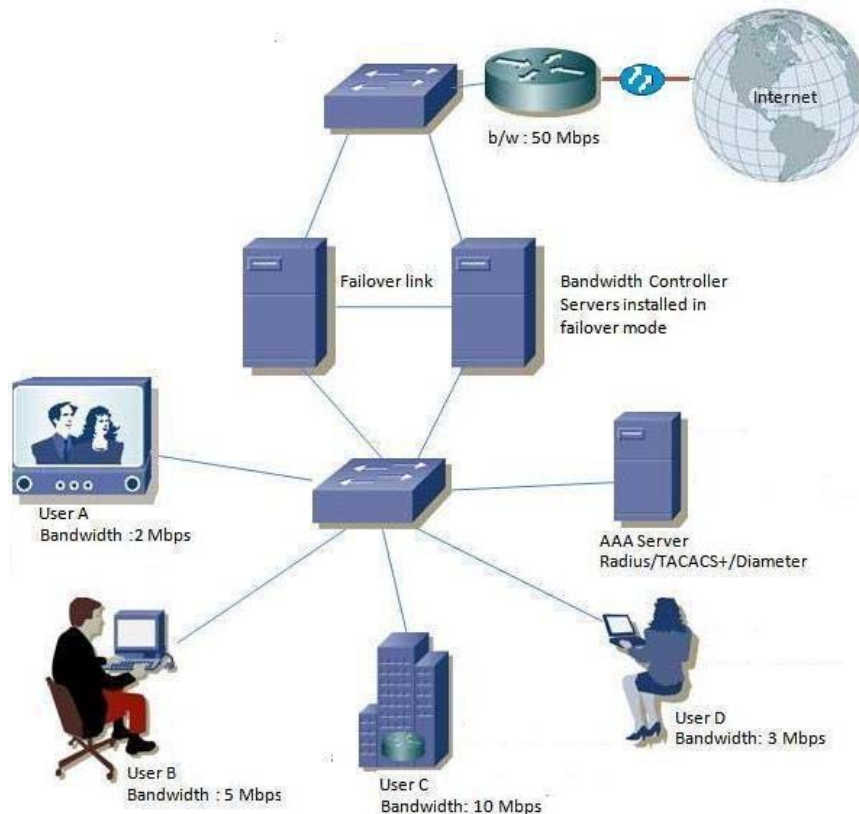 Internet
b/w : 50 Mbps
Failover link
Bandwidth Controller
Servers installed in
failover mode
User A
Bandwidth :2 Mbps
AAA Server
Radius/TACACS+/Diameter
User B
Bandwidth : 5 Mbps
User C
Bandwidth: 10 Mbps
User D
Bandwidth: 3 Mbps